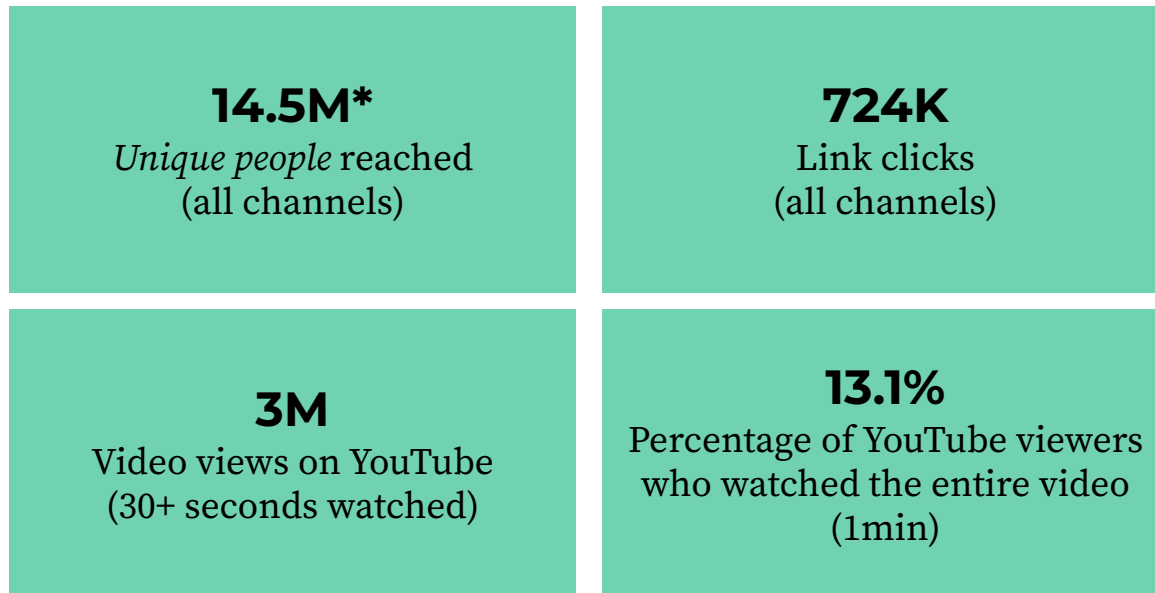 14.5M*
Unique people reached
(all channels)
724K
Link clicks
(all channels)
3M
Video views on YouTube
(30+ seconds watched)
13.1%
Percentage of YouTube viewers
who watched the entire video
(1min)